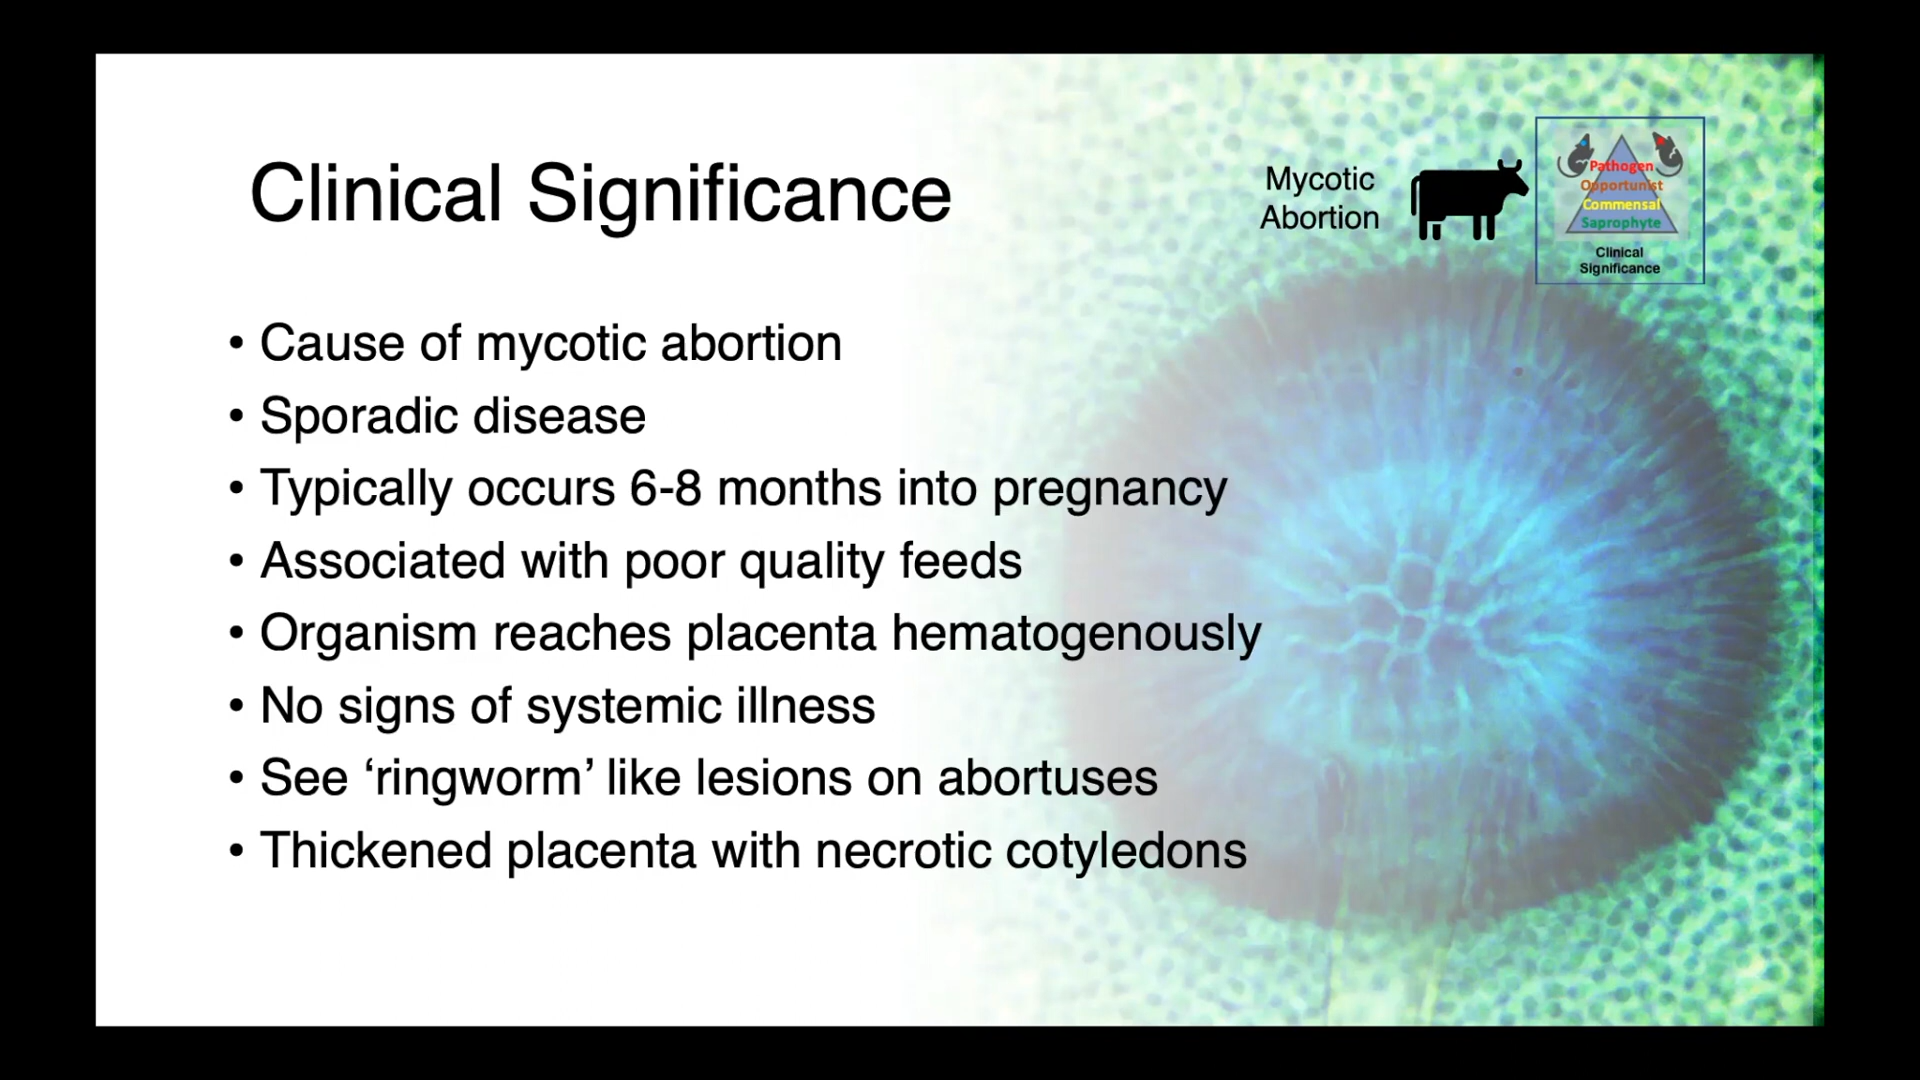 Clinical Significance
Mycotic
Abortion
Pathogen
Opportunist
Commensal
Saprophyte
Clinical
Significance
• Cause of mycotic abortion
• Sporadic disease
• Typically occurs 6-8 months into pregnancy
• Associated with poor quality feeds
• Organism reaches placenta hematogenously
• No signs of systemic illness
• See ‘ringworm’ like lesions on abortuses
• Thickened placenta with necrotic cotyledons